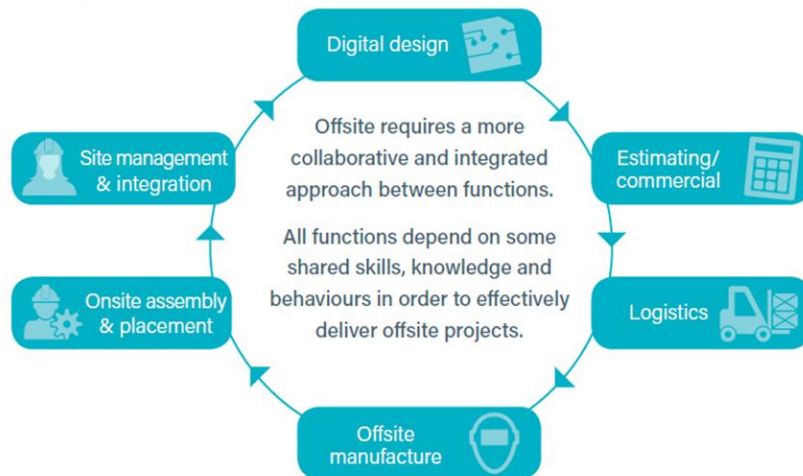 Digital design
Estimating/
commercial
Logistics
Offsite
manufacture
Onsite assembly
& placement
Site management
& integration
Offsite requires a more
collaborative and integrated
approach between functions.
All functions depend on some
shared skills, knowledge and
behaviours in order to effectively
deliver offsite projects.